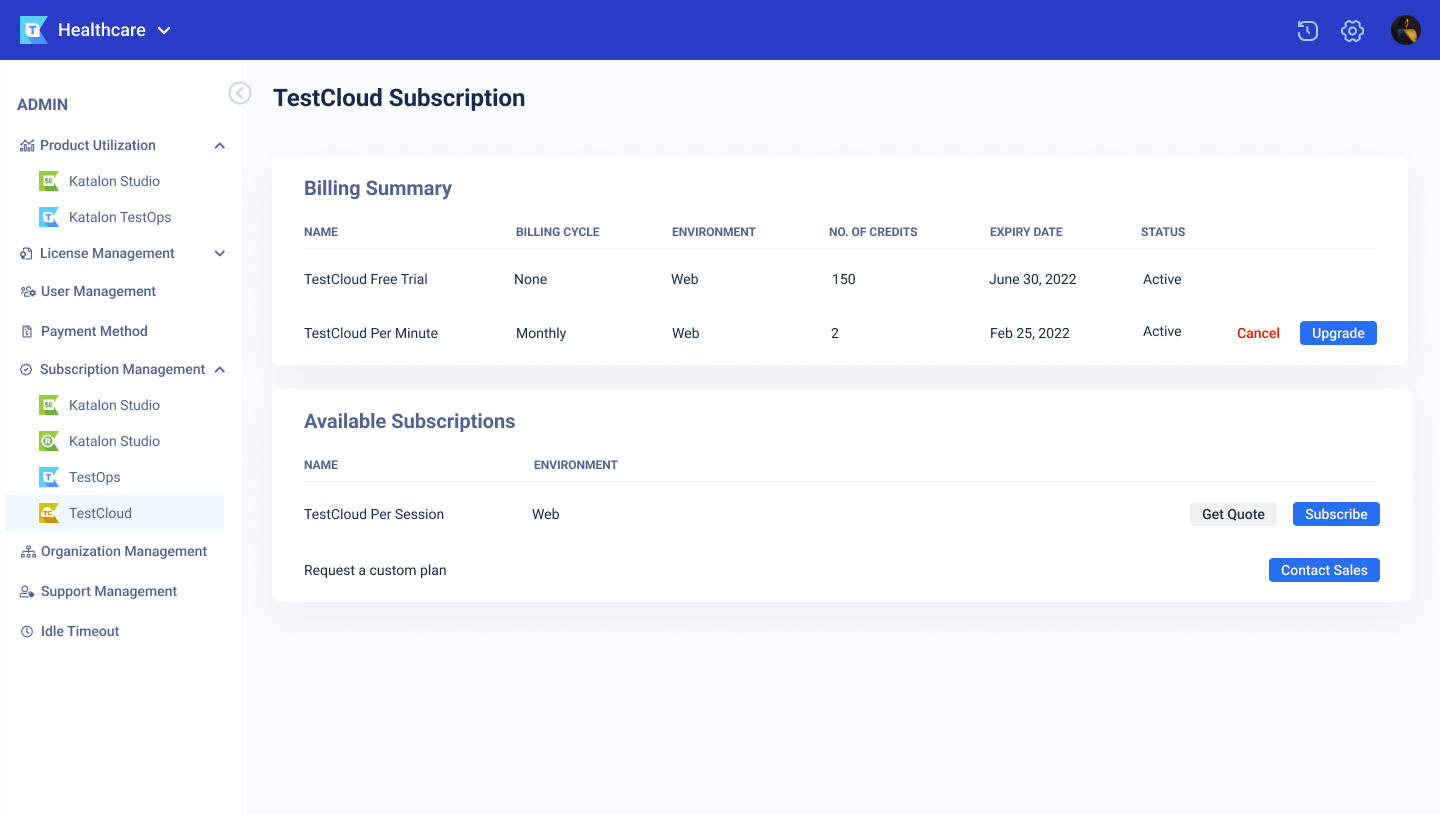 Healthcare
ADMIN
Product Utilization
Katalon Studio
Katalon TestOps
License Management
User Management
Payment Method
Subscription Management
Katalon Studio
Katalon Studio
TestOps
TestCloud
Organization Management
Support Management
Idle Timeout
TestCloud Subscription
Billing Summary
NAME BILLING CYCLE ENVIRONMENT NO. OF CREDITS EXPIRY DATE STATUS
TestCloud Free Trial None Web 150 June 30, 2022 Active
TestCloud Per Minute Monthly Web 2 Feb 25, 2022 Active Cancel Upgrade
Available Subscriptions
NAME ENVIRONMENT
TestCloud Per Session Web Get Quote Subscribe
Request a custom plan Contact Sales